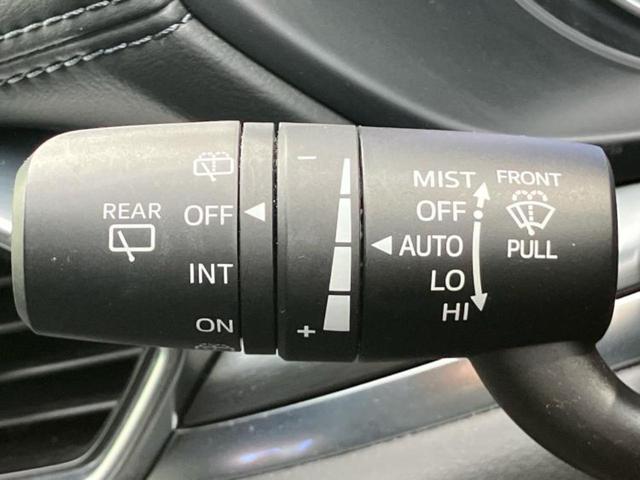 REAR
OFF
INT
ON
−
+
MIST
OFF
AUTO
LO
HI
FRONT
PULL